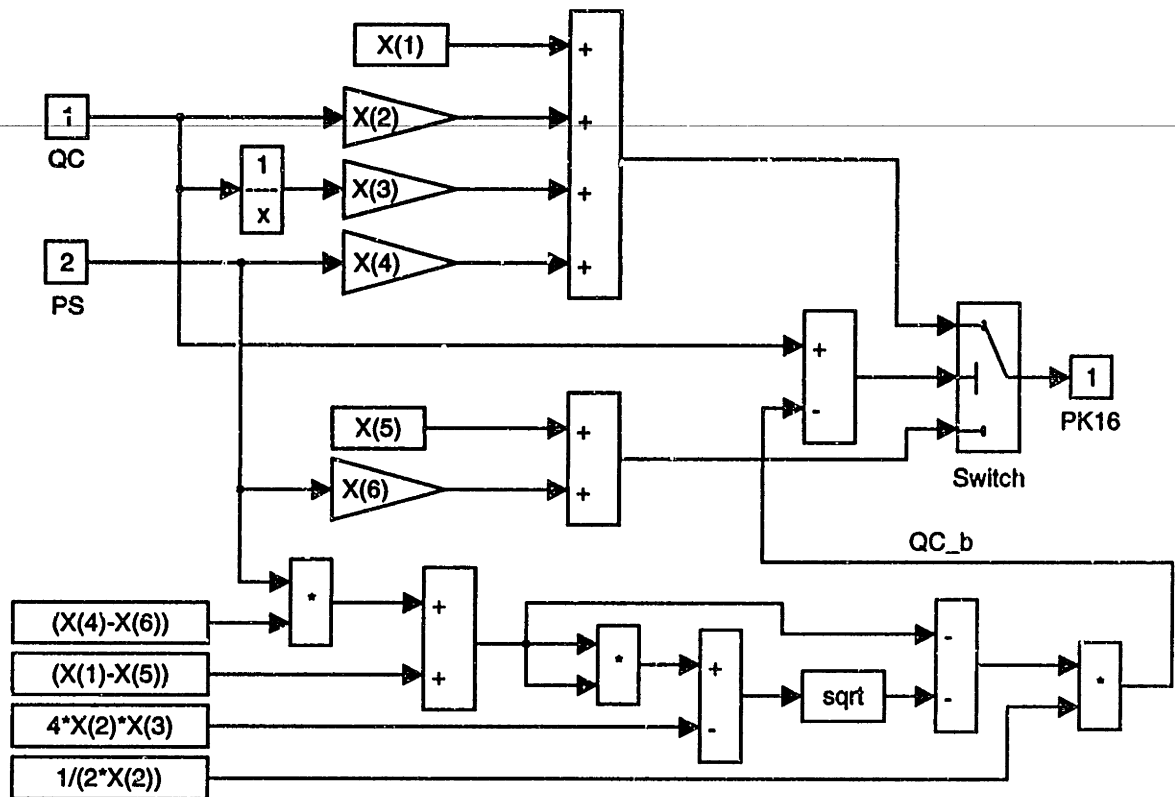 X(1)
+
1
QC
X(2)
+
1
----
x
X(3)
+
2
PS
X(4)
+
+
-
1
PK16
Switch
X(5)
+
X(6)
+
QC_b
(X(4)-X(6))
*
+
(X(1)-X(5))
+
*
+
-
sqrt
-
-
*
4*X(2)*X(3)
1/(2*X(2))